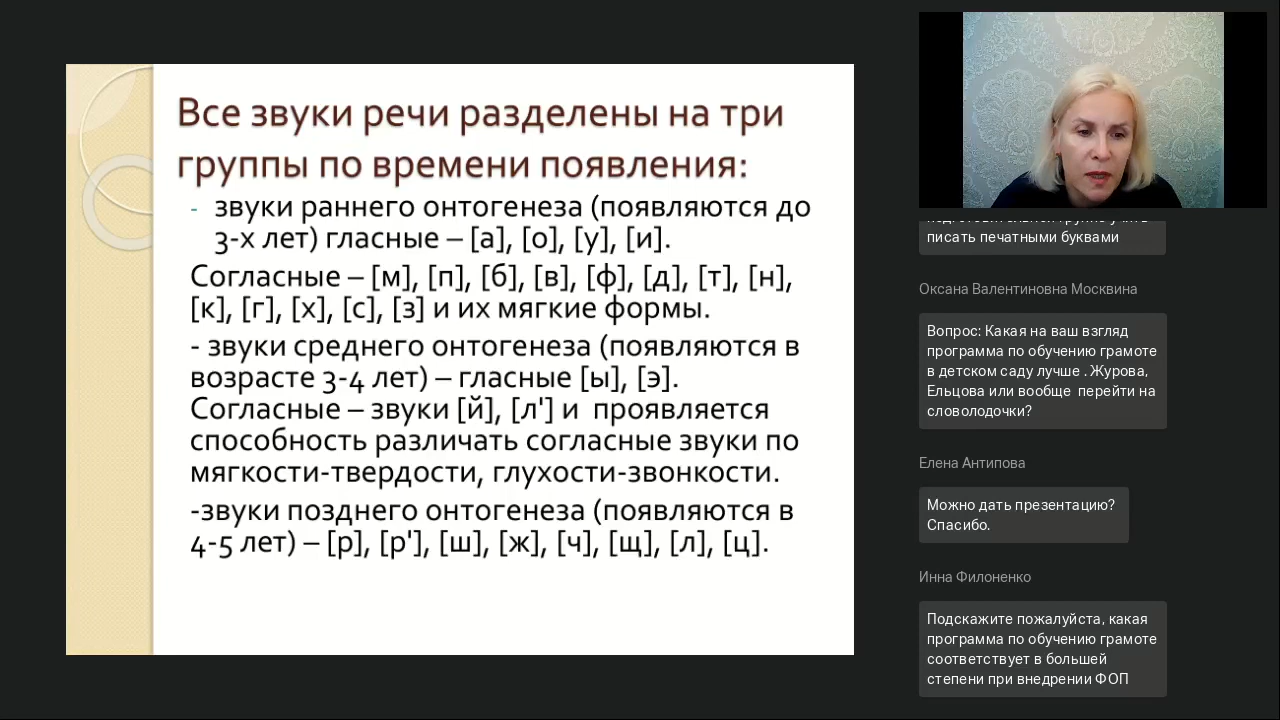 Все звуки речи разделены на три
группы по времени появления:
- звуки раннего онтогенеза (появляются до
3-х лет) гласные – [а], [о], [у], [и].
Согласные – [м], [п], [б], [в], [ф], [д], [т], [н],
[к], [г], [х], [с], [з] и их мягкие формы.
- звуки среднего онтогенеза (появляются в
возрасте 3-4 лет) – гласные [ы], [э].
Согласные – звуки [й], [л'] и проявляется
способность различать согласные звуки по
мягкости-твердости, глухости-звонкости.
-звуки позднего онтогенеза (появляются в
4-5 лет) – [р], [р'], [ш], [ж], [ч], [щ], [л], [ц].
писать печатными буквами
Оксана Валентиновна Москвина
Вопрос: Какая на ваш взгляд
программа по обучению грамоте
в детском саду лучше . Журова,
Ельцова или вообще перейти на
словолодочки?
Елена Антипова
Можно дать презентацию?
Спасибо.
Инна Филоненко
Подскажите пожалуйста, какая
программа по обучению грамоте
соответствует в большей
степени при внедрении ФОП